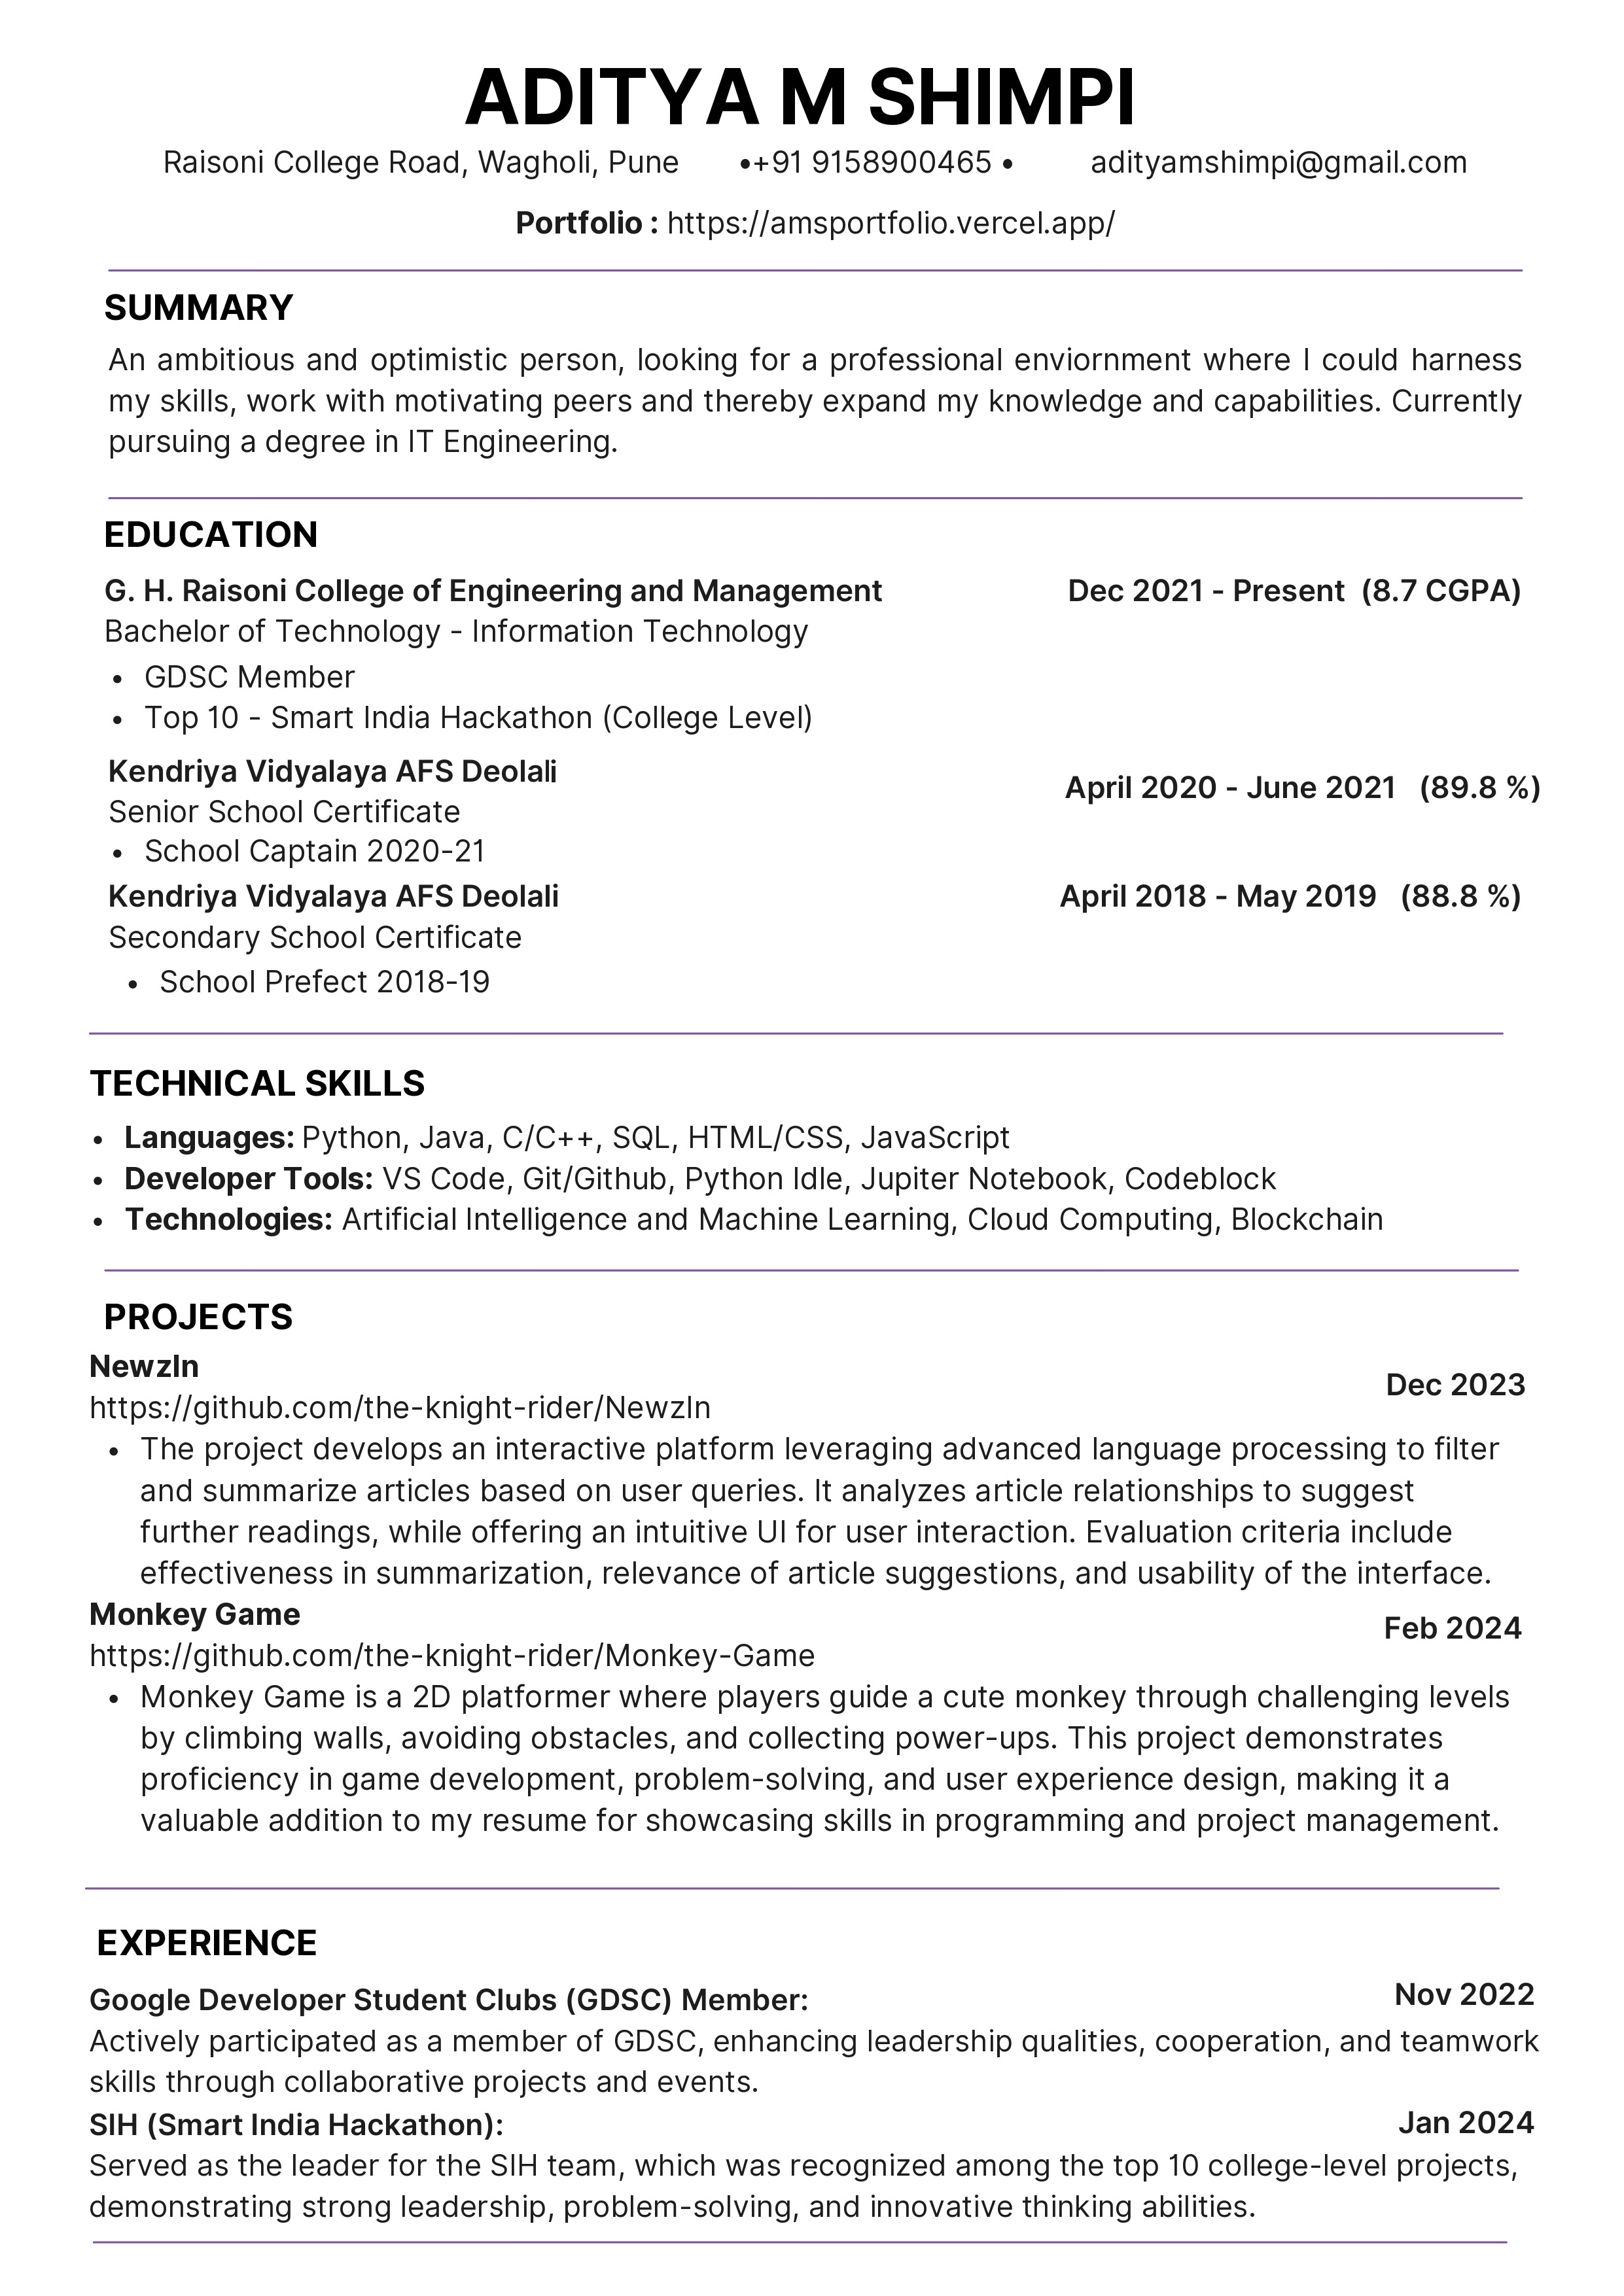 ADITYA M SHIMPI
Raisoni College Road, Wagholi, Pune •+91 9158900465 • adityamshimpi@gmail.com
Portfolio : https://amsportfolio.vercel.app/
SUMMARY
An ambitious and optimistic person, looking for a professional enviornment where I could harness
my skills, work with motivating peers and thereby expand my knowledge and capabilities. Currently
pursuing a degree in IT Engineering.
EDUCATION
G. H. Raisoni College of Engineering and Management Dec 2021 - Present (8.7 CGPA)
Bachelor of Technology - Information Technology
• GDSC Member
• Top 10 - Smart India Hackathon (College Level)
Kendriya Vidyalaya AFS Deolali April 2020 - June 2021 (89.8 %)
Senior School Certificate
• School Captain 2020-21
Kendriya Vidyalaya AFS Deolali April 2018 - May 2019 (88.8 %)
Secondary School Certificate
• School Prefect 2018-19
TECHNICAL SKILLS
• Languages: Python, Java, C/C++, SQL, HTML/CSS, JavaScript
• Developer Tools: VS Code, Git/Github, Python Idle, Jupiter Notebook, Codeblock
• Technologies: Artificial Intelligence and Machine Learning, Cloud Computing, Blockchain
PROJECTS
NewzIn Dec 2023
https://github.com/the-knight-rider/NewzIn
• The project develops an interactive platform leveraging advanced language processing to filter
and summarize articles based on user queries. It analyzes article relationships to suggest
further readings, while offering an intuitive UI for user interaction. Evaluation criteria include
effectiveness in summarization, relevance of article suggestions, and usability of the interface.
Monkey Game Feb 2024
https://github.com/the-knight-rider/Monkey-Game
• Monkey Game is a 2D platformer where players guide a cute monkey through challenging levels
by climbing walls, avoiding obstacles, and collecting power-ups. This project demonstrates
proficiency in game development, problem-solving, and user experience design, making it a
valuable addition to my resume for showcasing skills in programming and project management.
EXPERIENCE
Google Developer Student Clubs (GDSC) Member: Nov 2022
Actively participated as a member of GDSC, enhancing leadership qualities, cooperation, and teamwork
skills through collaborative projects and events.
SIH (Smart India Hackathon): Jan 2024
Served as the leader for the SIH team, which was recognized among the top 10 college-level projects,
demonstrating strong leadership, problem-solving, and innovative thinking abilities.